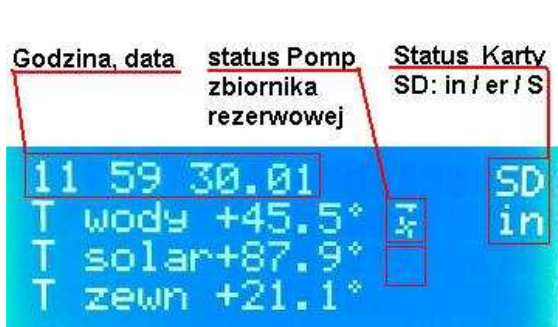 Godzina, data
status Pomp
zbiornika
rezerwowej
Status Karty
SD: in / er / S
11 59 30.01
SD
T wody +45.5°
in
T solar+87.9°
T zewn +21.1°